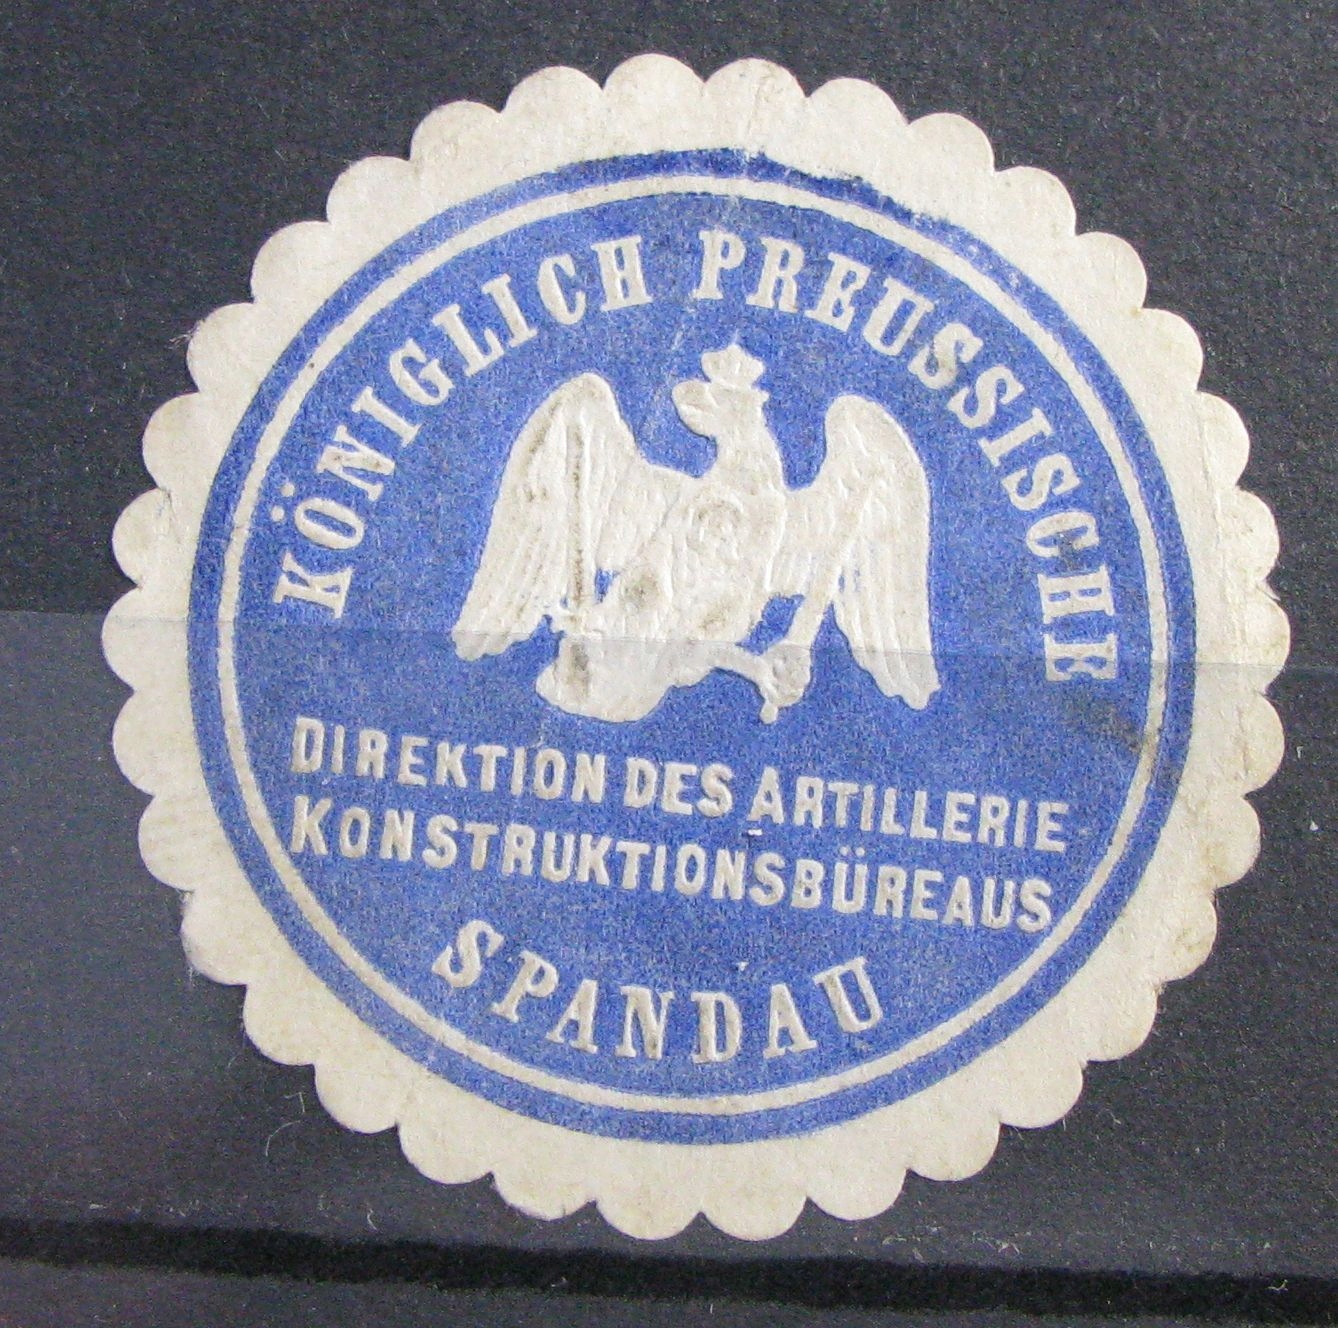 KÖNIGLICH PREUSSISCHE
DIREKTION DES ARTILLERIE
KONSTRUKTIONSBÜREAUS
SPANDAU